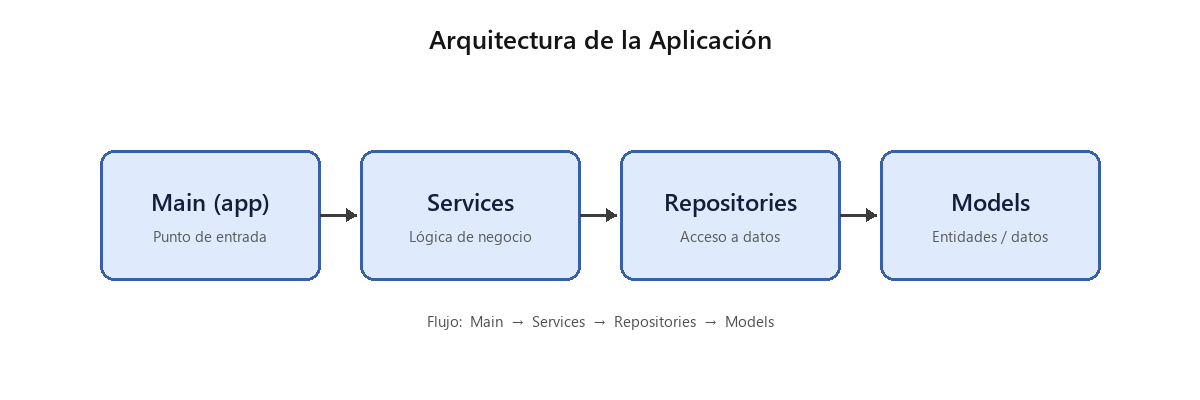 Arquitectura de la Aplicación
Main (app)
Punto de entrada
Services
Lógica de negocio
Repositories
Acceso a datos
Models
Entidades / datos
Flujo: Main → Services → Repositories → Models